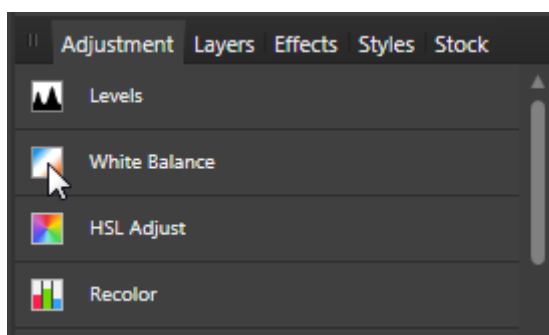 Adjustment Layers Effects Styles Stock
Levels
White Balance
HSL Adjust
Recolor